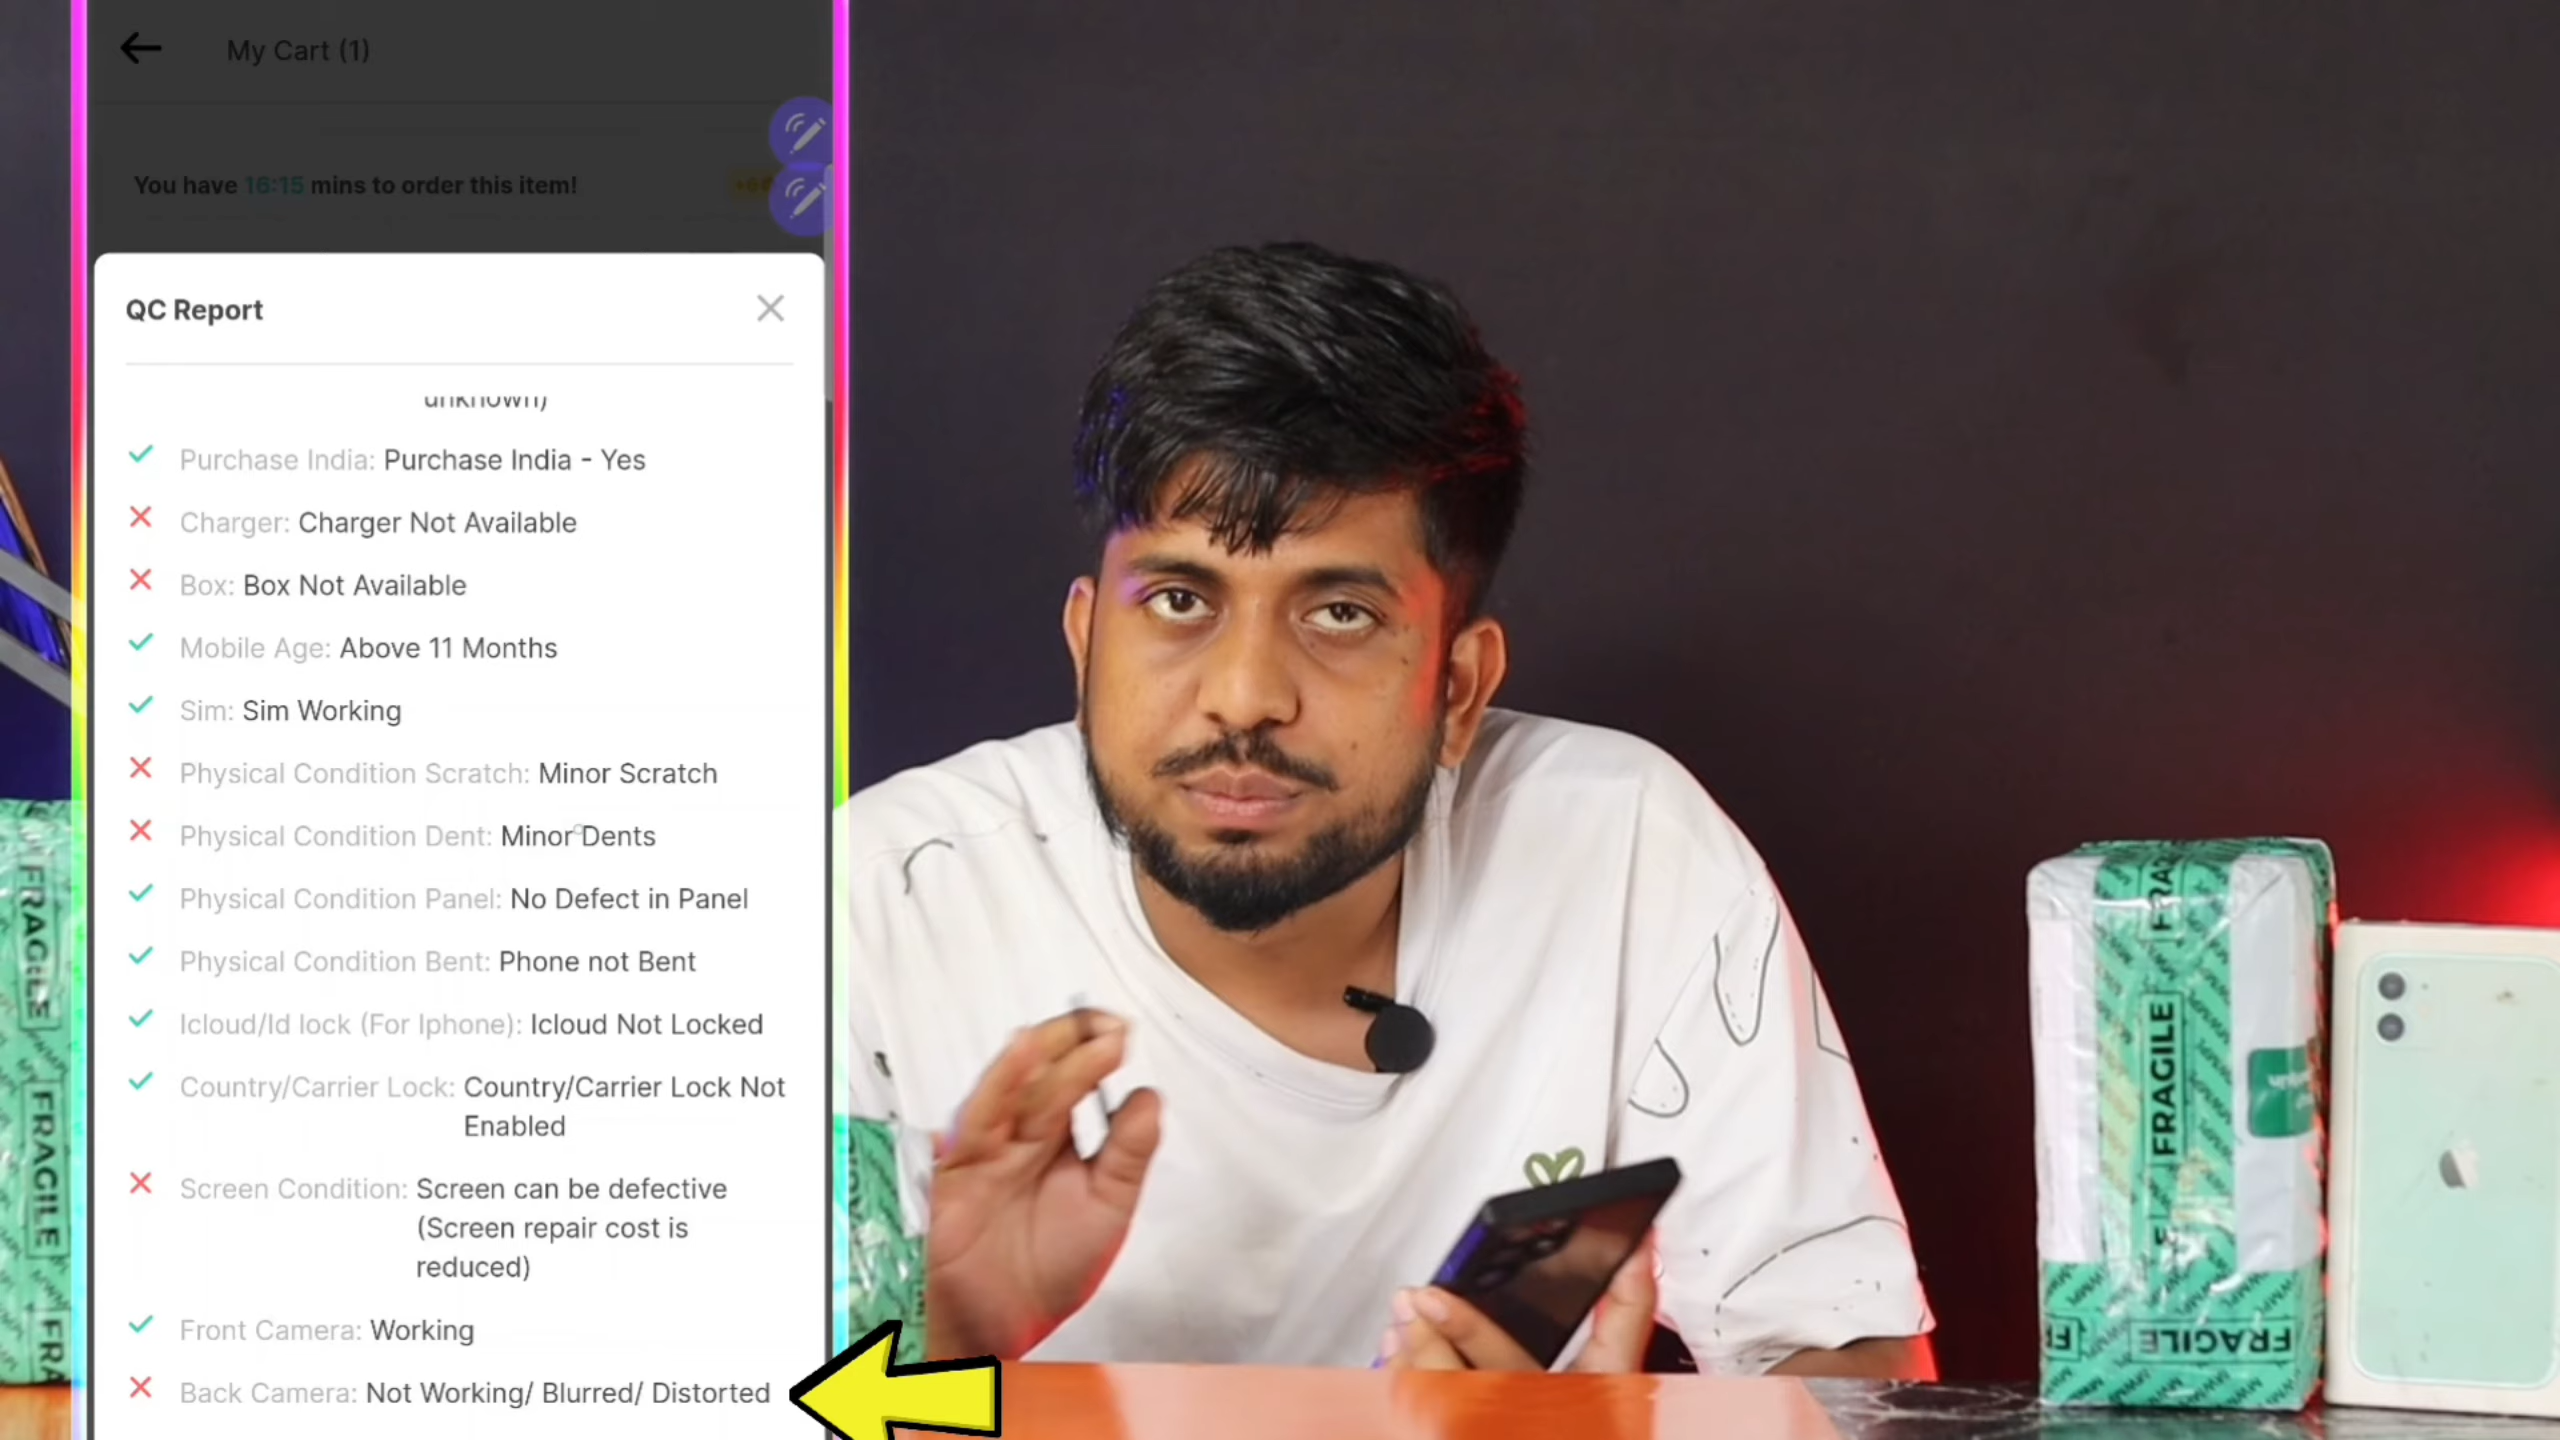 My Cart (1)
You have 16:15 mins to order this item!
QC Report
unknown)
Purchase India: Purchase India - Yes
Charger: Charger Not Available
Box: Box Not Available
Mobile Age: Above 11 Months
Sim: Sim Working
Physical Condition Scratch: Minor Scratch
Physical Condition Dent: Minor Dents
Physical Condition Panel: No Defect in Panel
Physical Condition Bent: Phone not Bent
Icloud/Id lock (For Iphone): Icloud Not Locked
Country/Carrier Lock: Country/Carrier Lock Not
Enabled
Screen Condition: Screen can be defective
(Screen repair cost is
reduced)
Front Camera: Working
Back Camera: Not Working/ Blurred/ Distorted
FRAGILE
FRAGILE
FRA
FRA
FRAGILE
FRAGILE